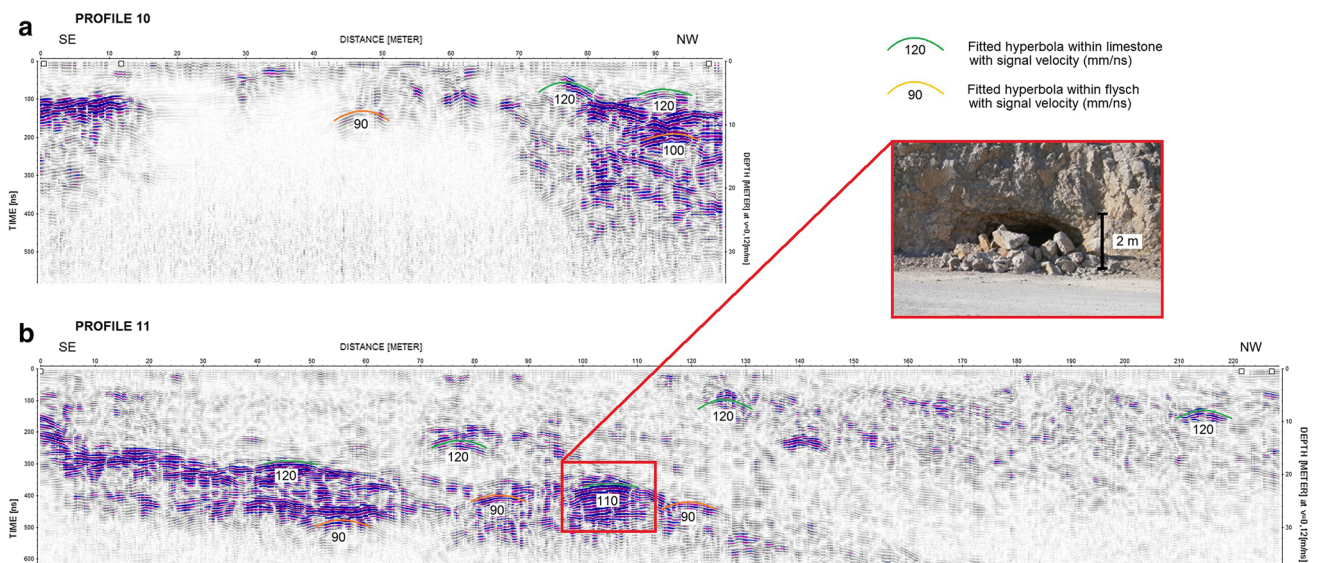 a
PROFILE 10
SE
DISTANCE [METER]
NW
0 10 20 30 40 50 60 70 80 90
0
100
200
300
400
500
TIME [ns]
0
10
20
30
DEPTH [METER] at v=0,12[m/ns]
90
120
120
100
120
Fitted hyperbola within limestone
with signal velocity (mm/ns)
90
Fitted hyperbola within flysch
with signal velocity (mm/ns)
2 m
b
PROFILE 11
SE
DISTANCE [METER]
NW
0 10 20 30 40 50 60 70 80 90 100 110 120 130 140 150 160 170 180 190 200 210 220
0
100
200
300
400
500
600
TIME [ns]
0
10
20
30
DEPTH [METER] at v=0,12[m/ns]
120
120
120
120
110
90
90
90